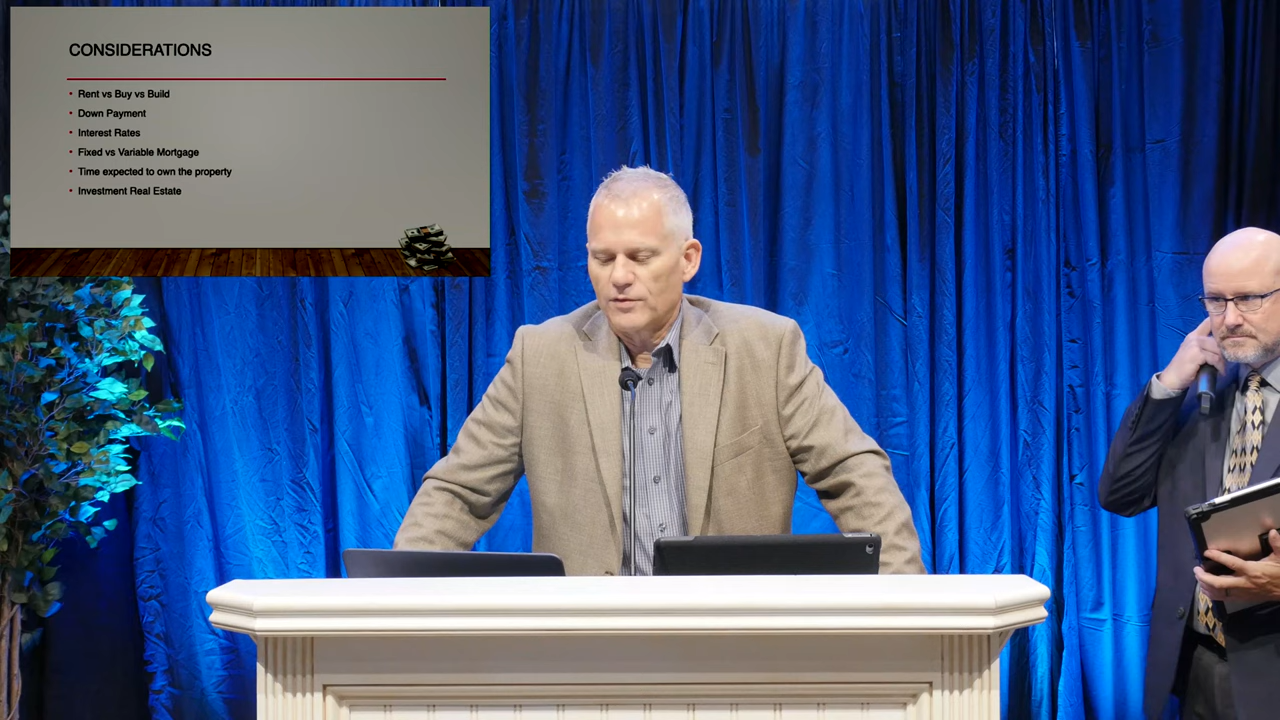 CONSIDERATIONS
• Rent vs Buy vs Build
• Down Payment
• Interest Rates
• Fixed vs Variable Mortgage
• Time expected to own the property
• Investment Real Estate